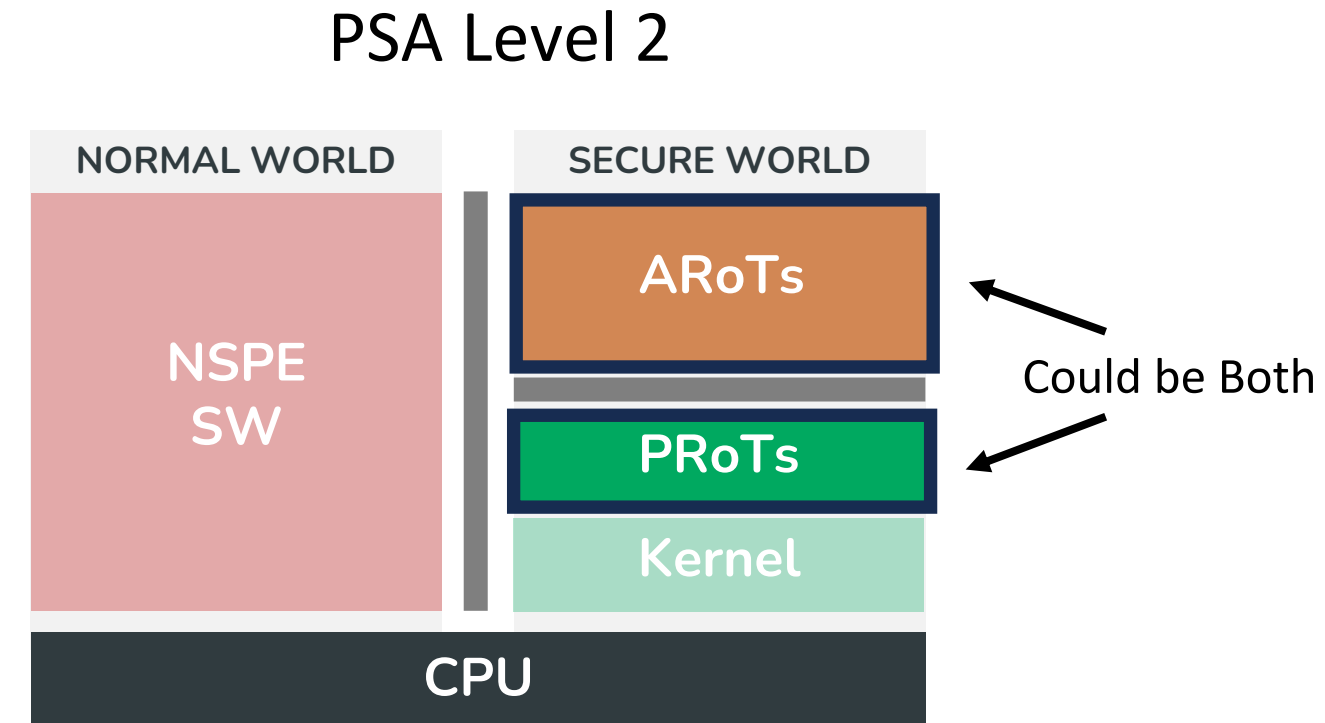 PSA Level 2
NORMAL WORLD
SECURE WORLD
NSPE
SW
ARoTs
Could be Both
PRoTs
Kernel
CPU